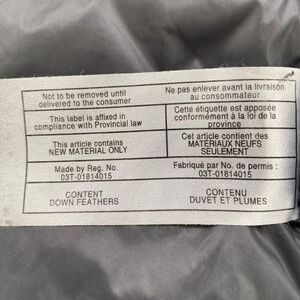 Not to be removed until
delivered to the consumer
Ne pas enlever avant la livraison
au consommateur
This label is affixed in
compliance with Provincial law
Cette étiquette est apposée
conformément à la loi de la
province
This article contains
NEW MATERIAL ONLY
Cet article contient des
MATÉRIAUX NEUFS
SEULEMENT
Made by Reg. No.
03T-01814015
Fabriqué par No. de permis :
03T-01814015
CONTENT
DOWN FEATHERS
CONTENU
DUVET ET PLUMES